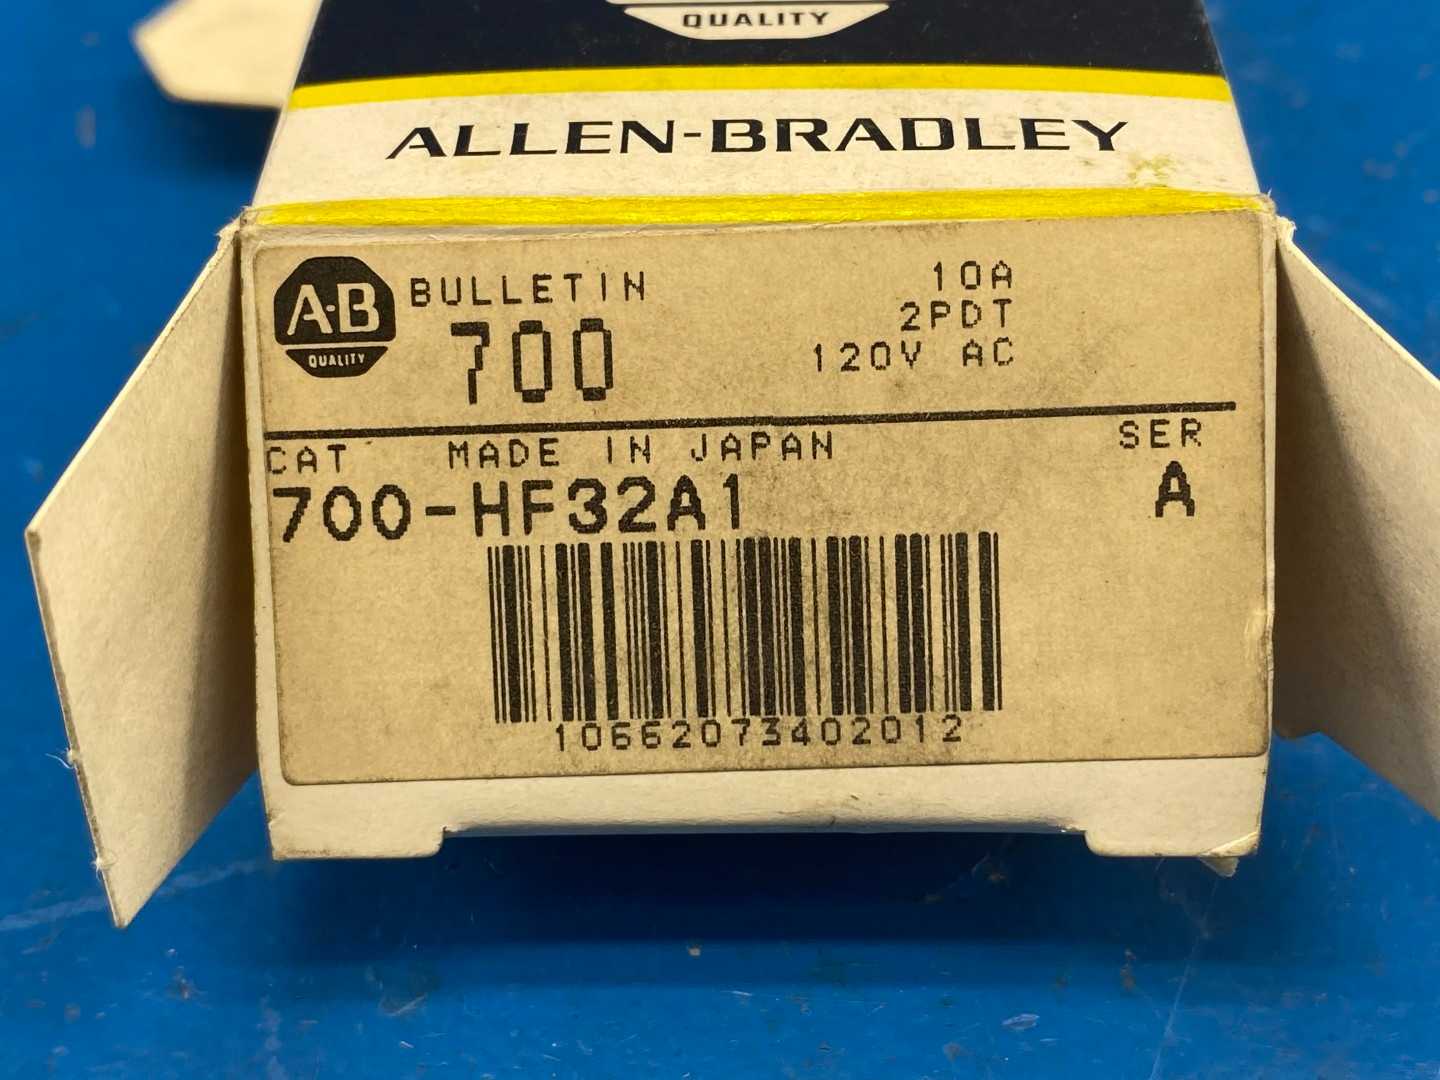 QUALITY
ALLEN-BRADLEY
A·B
QUALITY
BULLETIN
700
10A
2PDT
120V AC
CAT MADE IN JAPAN SER
700-HF32A1 A
10662073402012